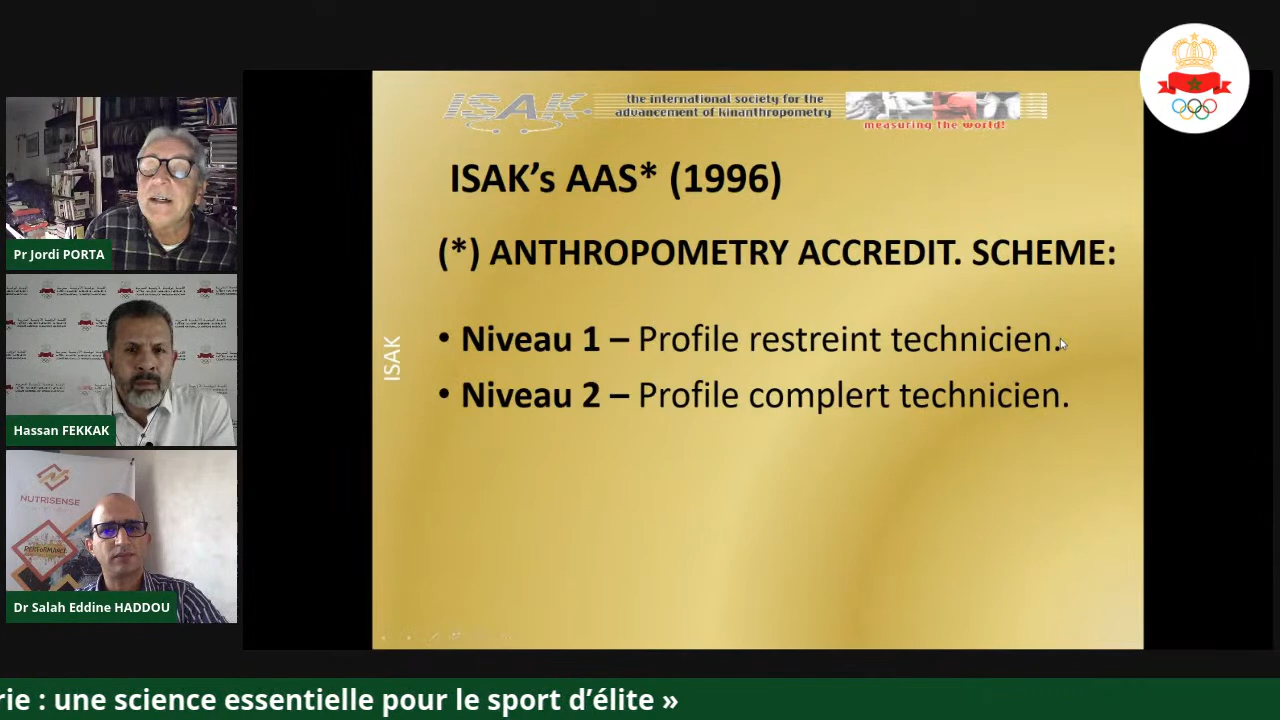 ISAK
the international society for the
advancement of kinanthropometry
measuring the world!
ISAK’s AAS* (1996)
(*) ANTHROPOMETRY ACCREDIT. SCHEME:
• Niveau 1 – Profile restreint technicien.
• Niveau 2 – Profile complert technicien.
ISAK
Pr Jordi PORTA
Hassan FEKKAK
NUTRISENSE
PERFORMANCE
Dr Salah Eddine HADDOU
rie : une science essentielle pour le sport d’élite »